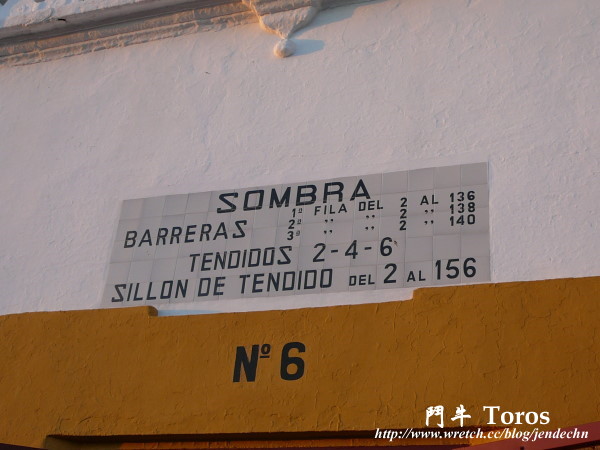 SOMBRA
BARRERAS 1ª FILA DEL 2 AL 136
2ª " " 2 " 138
3ª " " 2 " 140
TENDIDOS 2-4-6
SILLON DE TENDIDO DEL 2 AL 156
Nº 6
門牛 Toros
http://www.wretch.cc/blog/jendechn